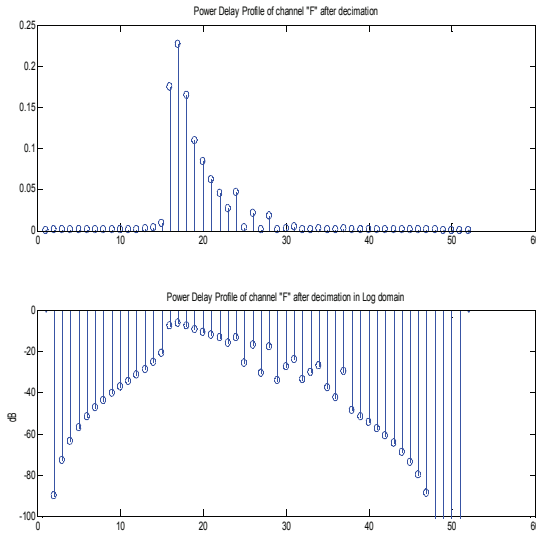 Power Delay Profile of channel "F" after decimation
0.25
0.2
0.15
0.1
0.05
0
0 10 20 30 40 50 60
Power Delay Profile of channel "F" after decimation in Log domain
0
-20
-40
-60
-80
-100
dB
0 10 20 30 40 50 60